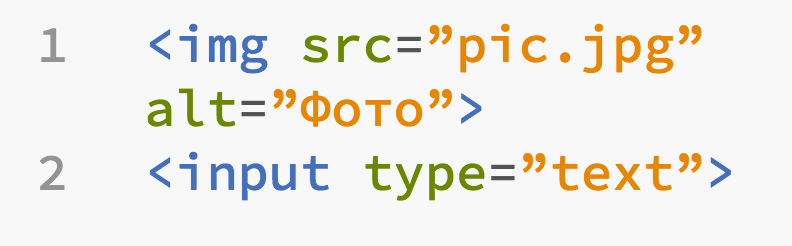 1 <img src=”pic.jpg”
alt=”Фото”>
2 <input type=”text”>